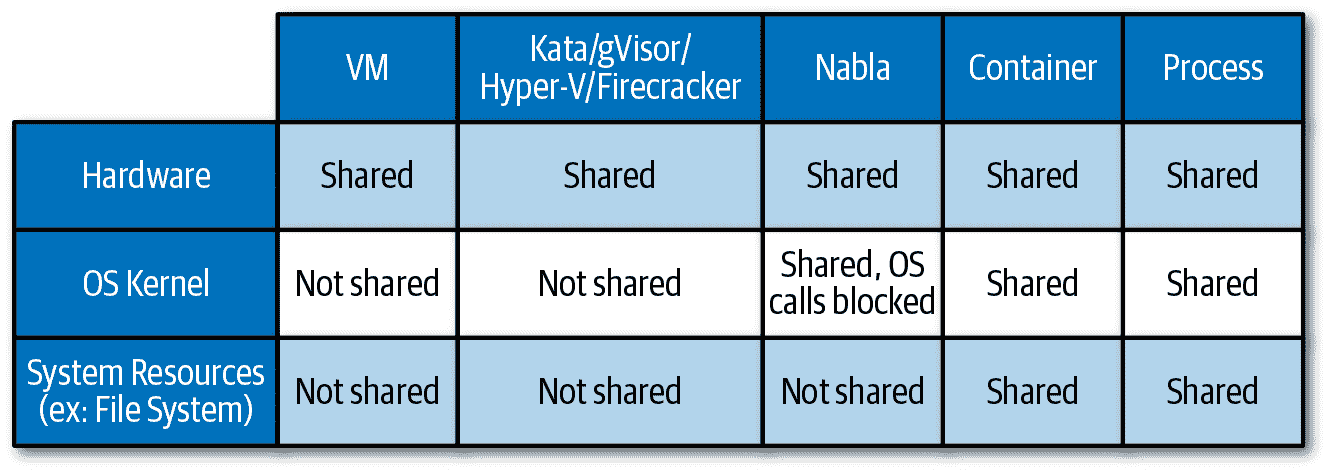 VM
Kata/gVisor/
Hyper-V/Firecracker
Nabla
Container
Process
Hardware
Shared
Shared
Shared
Shared
Shared
OS Kernel
Not shared
Not shared
Shared, OS
calls blocked
Shared
Shared
System Resources
(ex: File System)
Not shared
Not shared
Not shared
Shared
Shared